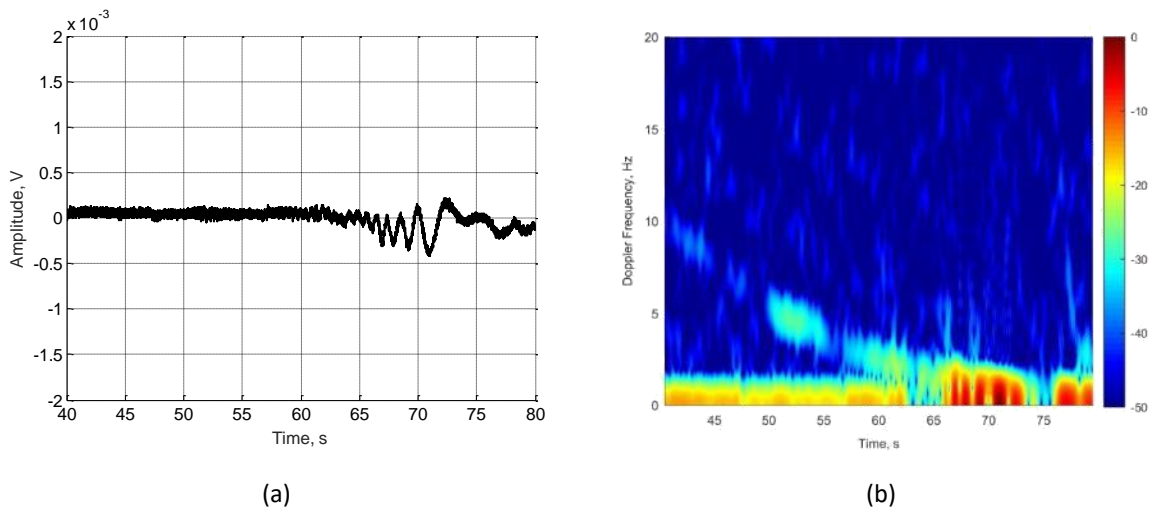 x 10 -3
2
1.5
1
0.5
0
-0.5
-1
-1.5
-2
Amplitude, V
40 45 50 55 60 65 70 75 80
Time, s
(a)
20
15
10
5
0
Doppler Frequency, Hz
45 50 55 60 65 70 75
Time, s
0
-10
-20
-30
-40
-50
(b)